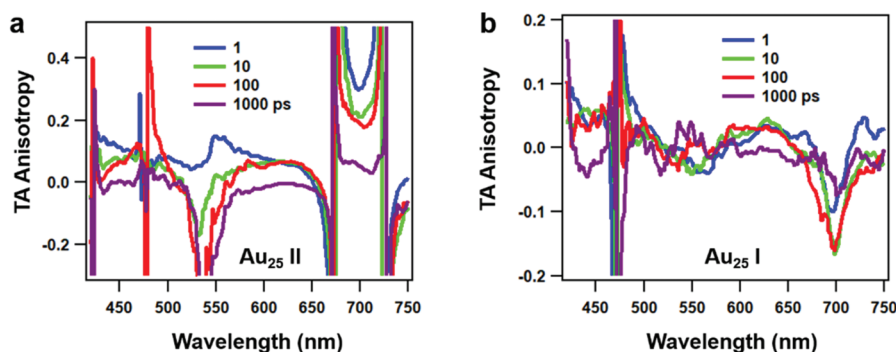 a
TA Anisotropy
0.4
0.2
0.0
-0.2
1
10
100
1000 ps
Au₂₅ II
450 500 550 600 650 700 750
Wavelength (nm)
b
TA Anisotropy
0.2
0.1
0.0
-0.1
-0.2
1
10
100
1000 ps
Au₂₅ I
450 500 550 600 650 700 750
Wavelength (nm)